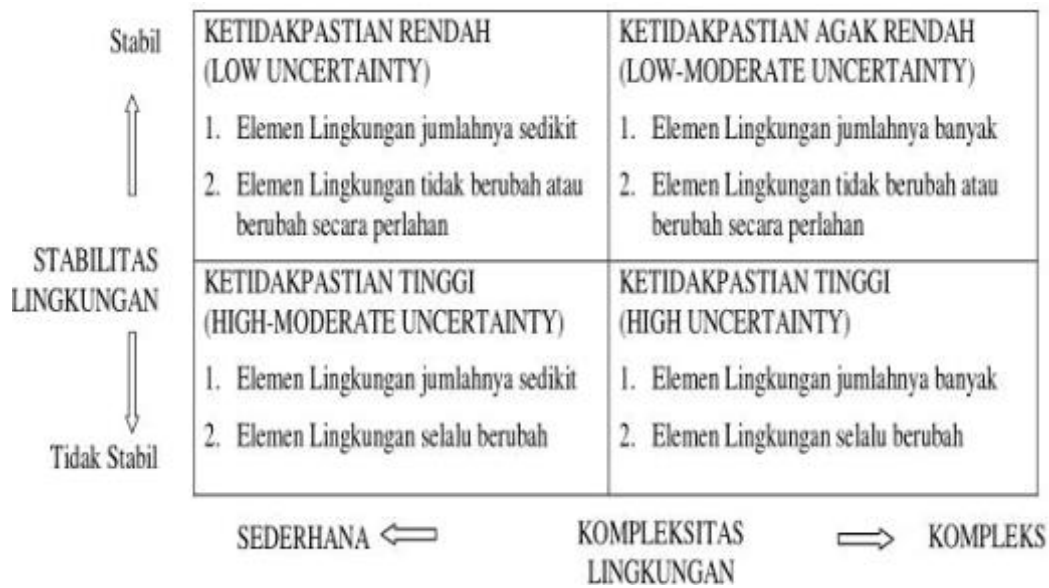 Stabil
STABILITAS
LINGKUNGAN
Tidak Stabil
KETIDAKPASTIAN RENDAH
(LOW UNCERTAINTY)
1. Elemen Lingkungan jumlahnya sedikit
2. Elemen Lingkungan tidak berubah atau
berubah secara perlahan
KETIDAKPASTIAN AGAK RENDAH
(LOW-MODERATE UNCERTAINTY)
1. Elemen Lingkungan jumlahnya banyak
2. Elemen Lingkungan tidak berubah atau
berubah secara perlahan
KETIDAKPASTIAN TINGGI
(HIGH-MODERATE UNCERTAINTY)
1. Elemen Lingkungan jumlahnya sedikit
2. Elemen Lingkungan selalu berubah
KETIDAKPASTIAN TINGGI
(HIGH UNCERTAINTY)
1. Elemen Lingkungan jumlahnya banyak
2. Elemen Lingkungan selalu berubah
SEDERHANA
KOMPLEKSITAS
LINGKUNGAN
KOMPLEKS